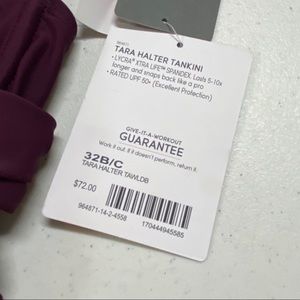 TARA HALTER TANKINI
• LYCRA® XTRA LIFE™ SPANDEX. Lasts 5-10x
longer and snaps back like a pro
• RATED UPF 50+ (Excellent Protection)
GIVE-IT-A-WORKOUT
GUARANTEE
Work it out. If it doesn't perform, return it.
32B/C
TARA HALTER TAWLDB
$72.00
964871-14-2-4558
170444945585